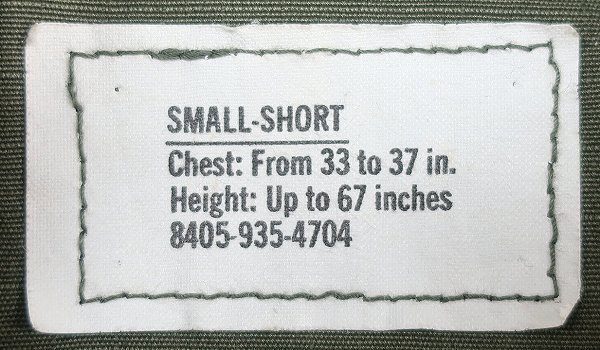 SMALL-SHORT
Chest: From 33 to 37 in.
Height: Up to 67 inches
8405-935-4704